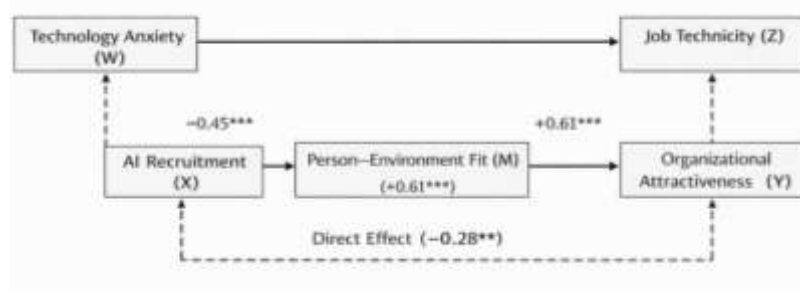 Technology Anxiety
(W)
Job Technicity (Z)
−0.45***
+0.61***
AI Recruitment
(X)
Person–Environment Fit (M)
(+0.61***)
Organizational
Attractiveness (Y)
Direct Effect (−0.28**)